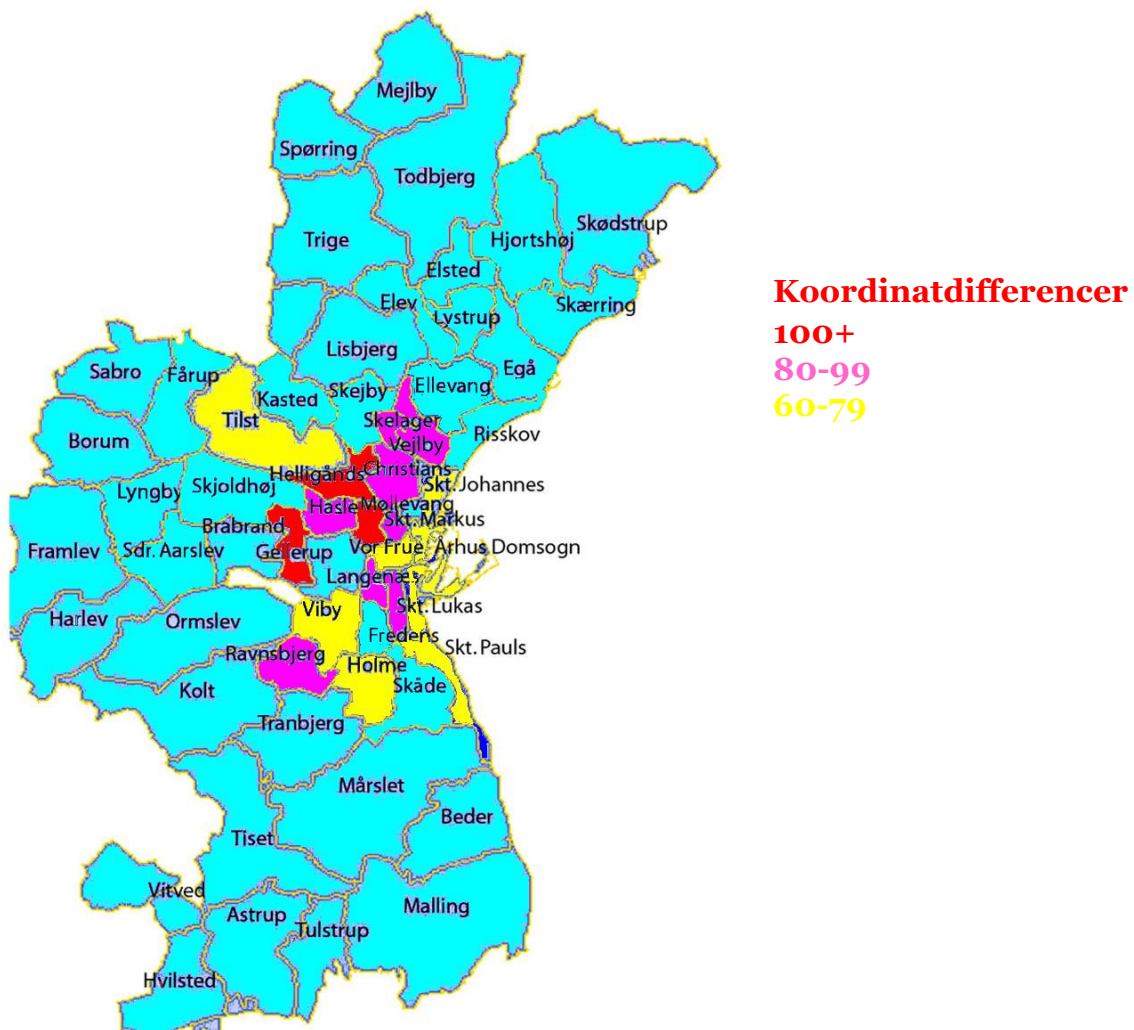 Mejlby
Spørring
Todbjerg
Skødstrup
Trige
Hjortshøj
Elsted
Elev
Skærring
Lystrup
Lisbjerg
Egå
Sabro
Fårup
Ellevang
Skejby
Kasted
Tilst
Skelager
Risskov
Borum
Vejlby
Christians
Helligånds
Skt. Johannes
Lyngby
Skjoldhøj
Hasle
Møllevang
Skt. Markus
Brabrand
Framlev
Sdr. Aarslev
Gellerup
Vor Frue
Århus Domsogn
Langenæs
Skt. Lukas
Viby
Harlev
Ormslev
Fredens
Skt. Pauls
Ravnsbjerg
Holme
Kolt
Skåde
Tranbjerg
Mårslet
Beder
Tiset
Vitved
Malling
Astrup
Tulstrup
Hvilsted
Koordinatdifferencer
100+
80-99
60-79